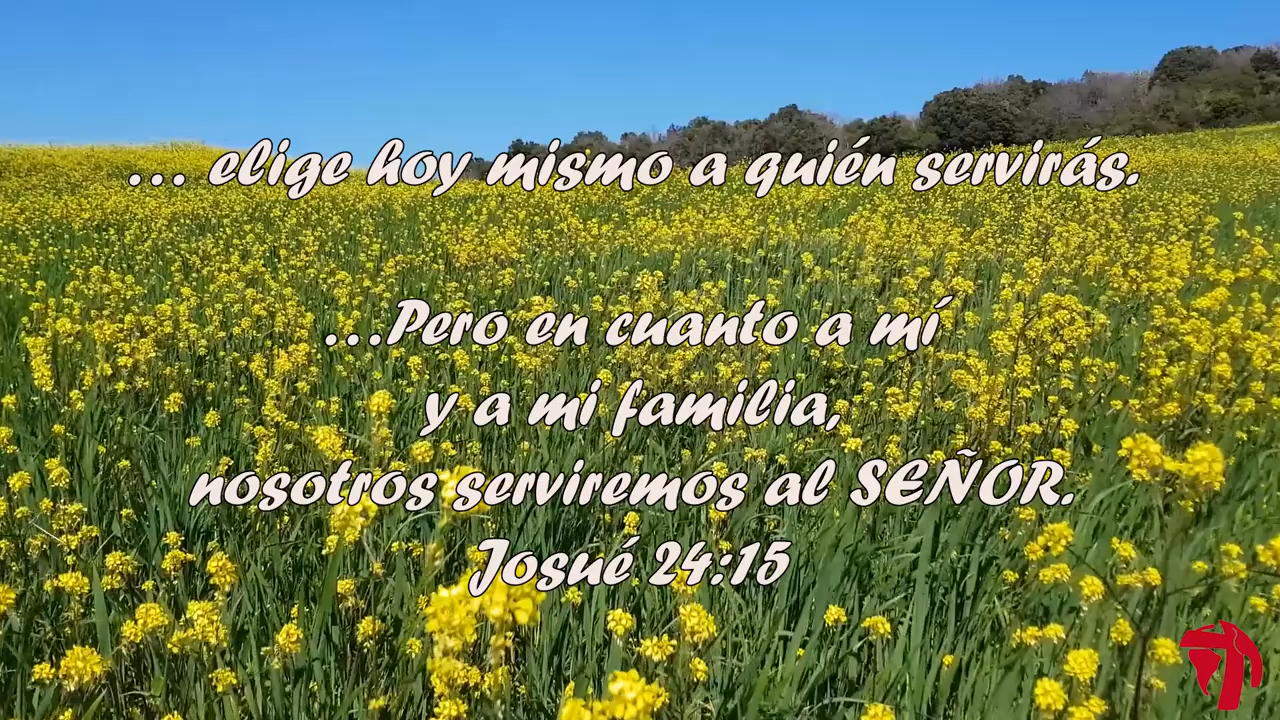 ... elige hoy mismo a quién servirás.
...Pero en cuanto a mí
y a mi familia,
nosotros serviremos al SEÑOR.
Josué 24:15